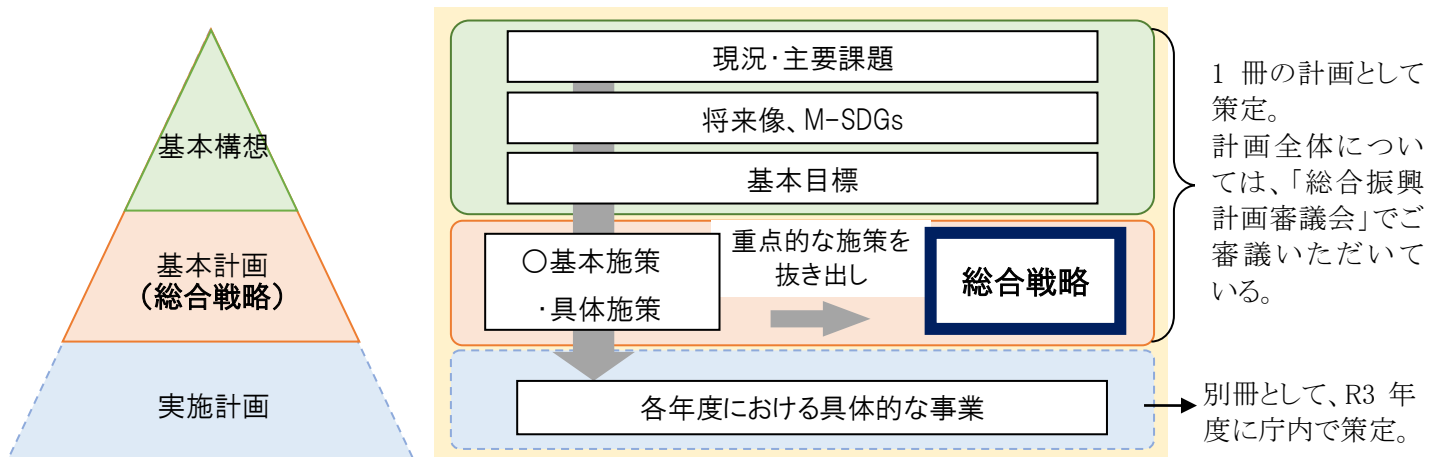 基本構想
基本計画
（総合戦略）
実施計画
現況・主要課題
将来像、M-SDGs
基本目標
〇基本施策
・具体施策
重点的な施策を
抜き出し
総合戦略
各年度における具体的な事業
1 冊の計画として
策定。
計画全体につい
ては、「総合振興
計画審議会」でご
審議いただいて
いる。
別冊として、R3 年
度に庁内で策定。